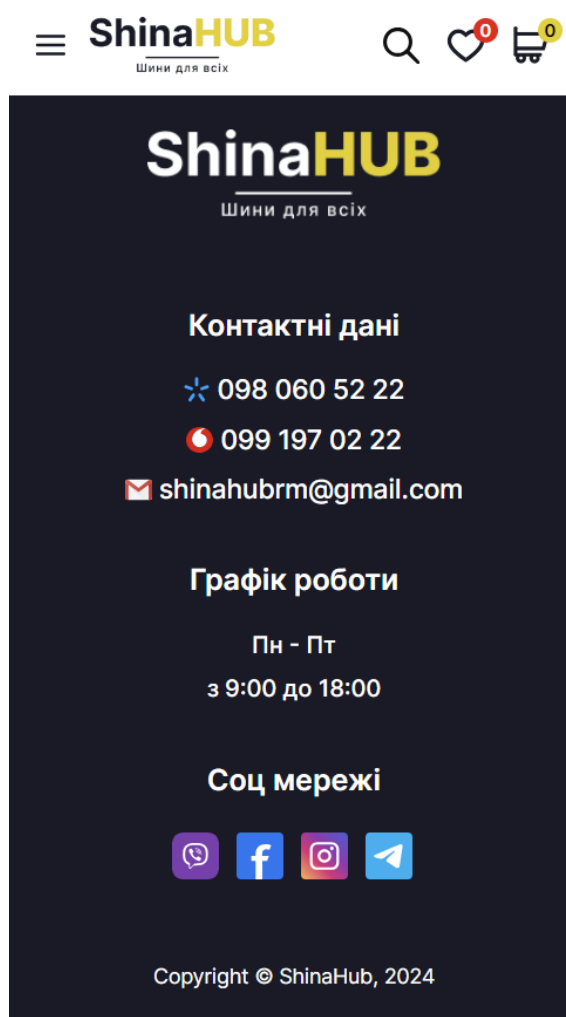 ShinaHUB
Шини для всіх
0
0
ShinaHUB
Шини для всіх
Контактні дані
098 060 52 22
099 197 02 22
shinahubrm@gmail.com
Графік роботи
Пн - Пт
з 9:00 до 18:00
Соц мережі
Copyright © ShinaHub, 2024